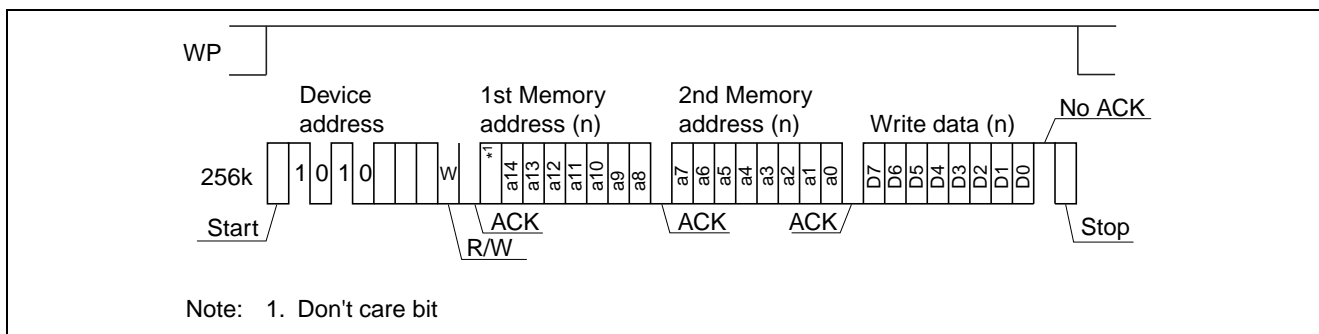 WP
Device address
1st Memory address (n)
2nd Memory address (n)
Write data (n)
No ACK
256k
1 0 1 0 W *1 a14 a13 a12 a11 a10 a9 a8 a7 a6 a5 a4 a3 a2 a1 a0 D7 D6 D5 D4 D3 D2 D1 D0
Start
R/W
ACK
ACK
ACK
Stop
Note: 1. Don't care bit